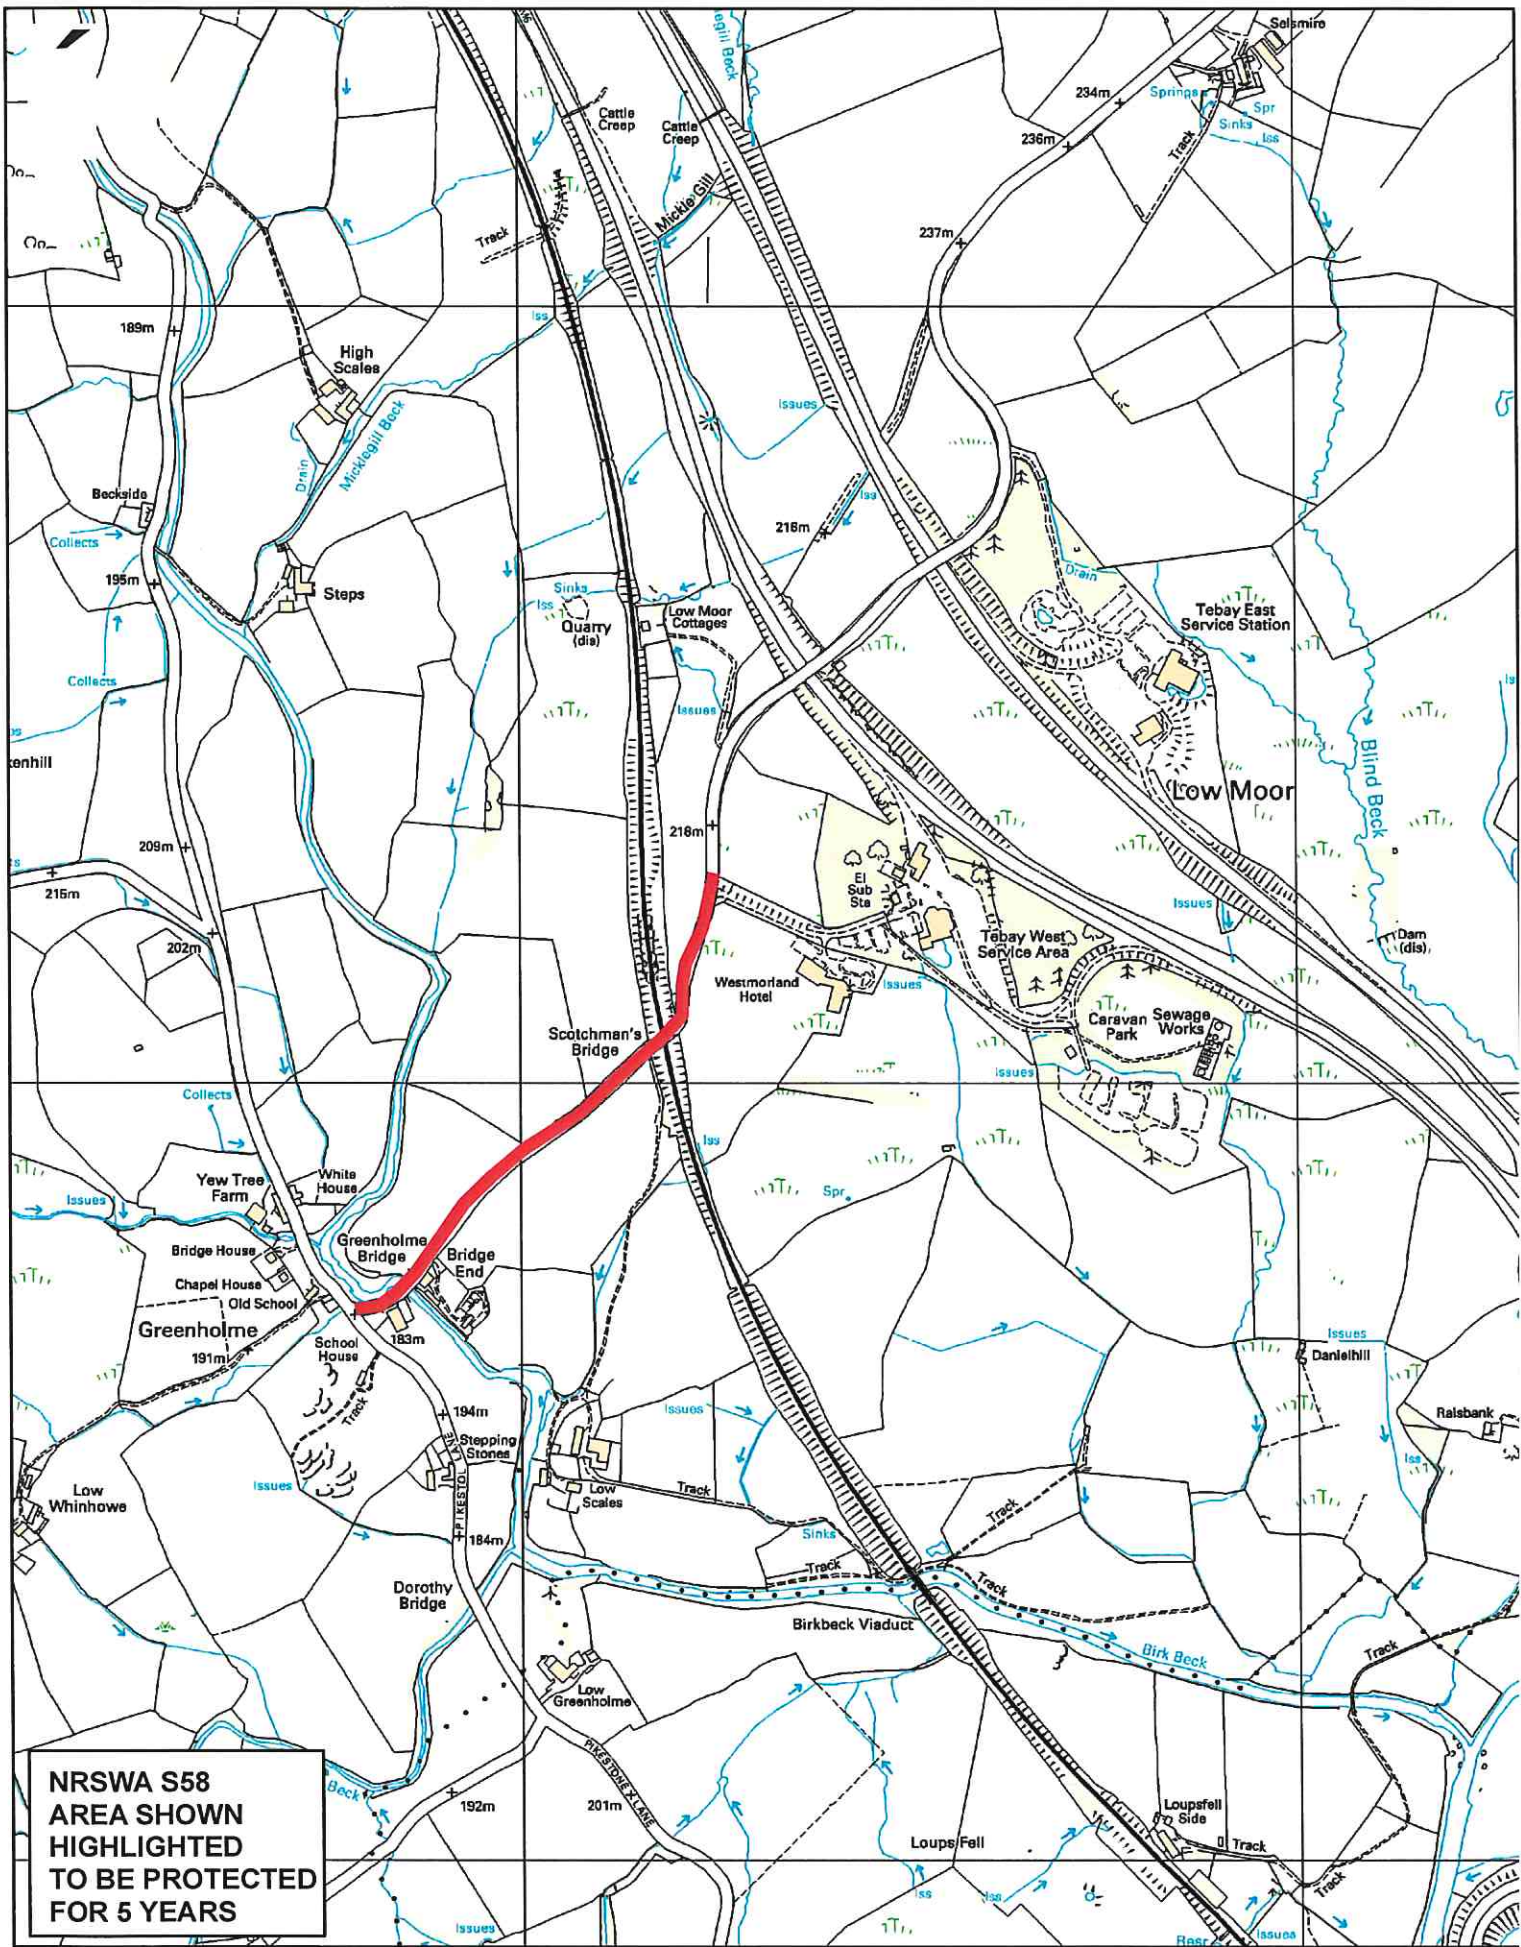 M6
egill Beck
Selsmire
234m
Springs
Spr
Sinks
Iss
Cattle
Creep
Cattle
Creep
236m
Track
Mickle Gill
237m
Track
189m
Iss
High
Scales
Issues
Micklegill Beck
Drain
Beckside
Iss
216m
Collects
195m
Drain
Steps
Sinks
Iss
Quarry
(dis)
Low Moor
Cottages
Tebay East
Service Station
Collects
Issues
kenhill
Low Moor
Blind Beck
218m
209m
215m
El
Sub
Sta
Issues
Dam
(dis)
202m
Tebay West
Service Area
Westmorland
Hotel
Issues
Scotchman's
Bridge
Caravan
Park
Sewage
Works
Issues
Collects
Iss
White
House
Yew Tree
Farm
Spr
Issues
Greenholme
Bridge
Bridge
End
Bridge House
Chapel House
Old School
Greenholme
183m
School
House
191m
Issues
Danielhill
Track
194m
Issues
Raisbank
Stepping
Stones
PIKESTOL LANE
Iss
Issues
Low
Whinhowe
Low
Scales
Track
Track
184m
Sinks
Track
Track
Dorothy
Bridge
Birkbeck Viaduct
Birk Beck
Track
Low
Greenholme
PIKESTONE LANE
Beck
192m
201m
Loupsfell
Side
Loups Fell
Track
Track
Iss
Iss
Issues
Resr
Issues
NRSWA S58
AREA SHOWN
HIGHLIGHTED
TO BE PROTECTED
FOR 5 YEARS